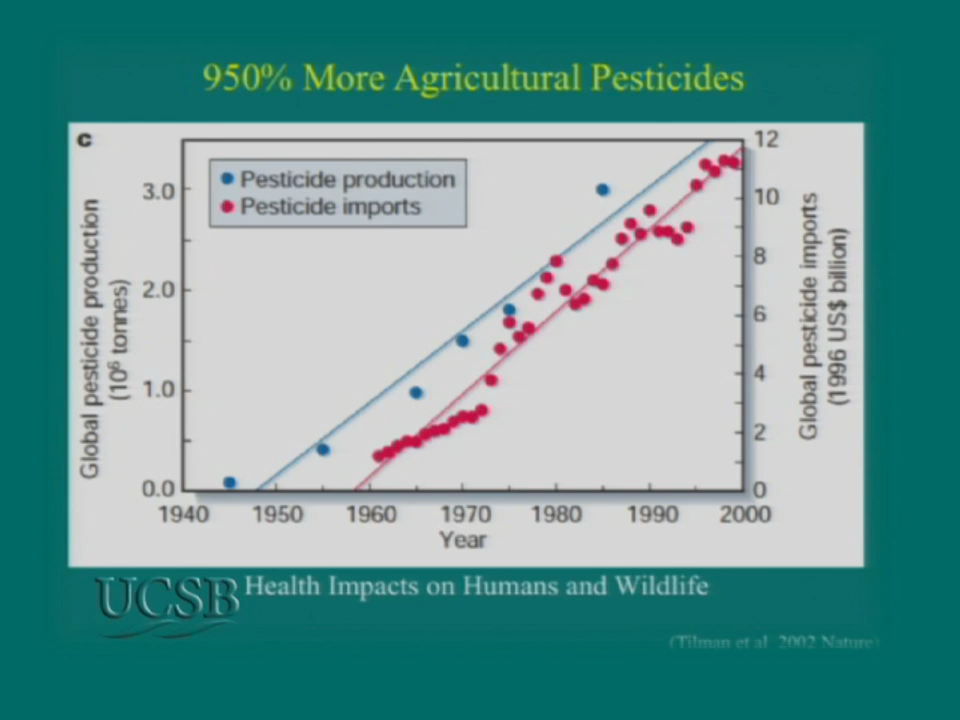 950% More Agricultural Pesticides
c
Pesticide production
Pesticide imports
Global pesticide production
(10⁶ tonnes)
3.0
2.0
1.0
0.0
12
10
8
6
4
2
0
Global pesticide imports
(1996 US$ billion)
1940 1950 1960 1970 1980 1990 2000
Year
UCSB
Health Impacts on Humans and Wildlife
(Tilman et al. 2002 Nature)